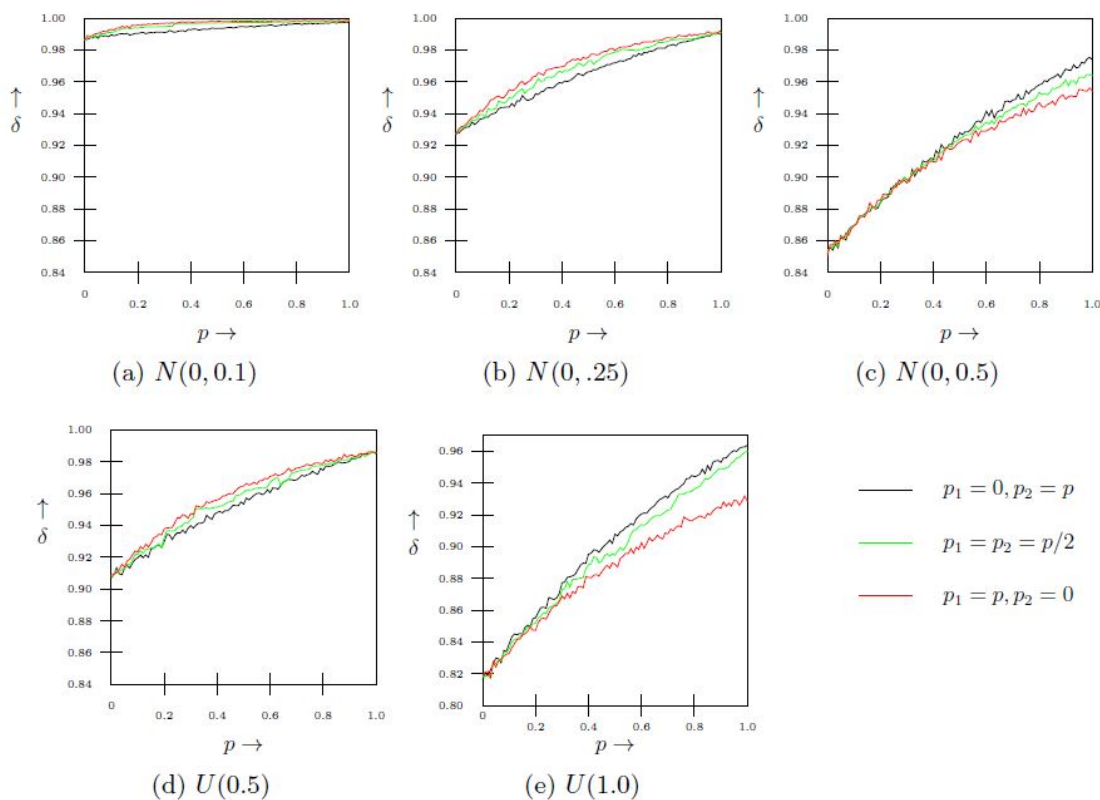 1.00
0.98
0.96
0.94
0.92
0.90
0.88
0.86
0.84
↑
δ
0 0.2 0.4 0.6 0.8 1.0
p →
(a) N(0, 0.1)
1.00
0.98
0.96
0.94
0.92
0.90
0.88
0.86
0.84
↑
δ
0 0.2 0.4 0.6 0.8 1.0
p →
(b) N(0, .25)
1.00
0.98
0.96
0.94
0.92
0.90
0.88
0.86
0.84
↑
δ
0 0.2 0.4 0.6 0.8 1.0
p →
(c) N(0, 0.5)
1.00
0.98
0.96
0.94
0.92
0.90
0.88
0.86
0.84
↑
δ
0 0.2 0.4 0.6 0.8 1.0
p →
(d) U(0.5)
0.96
0.94
0.92
0.90
0.88
0.86
0.84
0.82
0.80
↑
δ
0 0.2 0.4 0.6 0.8 1.0
p →
(e) U(1.0)
p₁ = 0, p₂ = p
p₁ = p₂ = p/2
p₁ = p, p₂ = 0